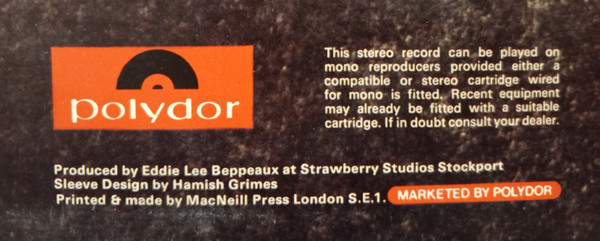 polydor
This stereo record can be played on
mono reproducers provided either a
compatible or stereo cartridge wired
for mono is fitted. Recent equipment
may already be fitted with a suitable
cartridge. If in doubt consult your dealer.
Produced by Eddie Lee Beppeaux at Strawberry Studios Stockport
Sleeve Design by Hamish Grimes
Printed & made by MacNeill Press London S.E.1. MARKETED BY POLYDOR